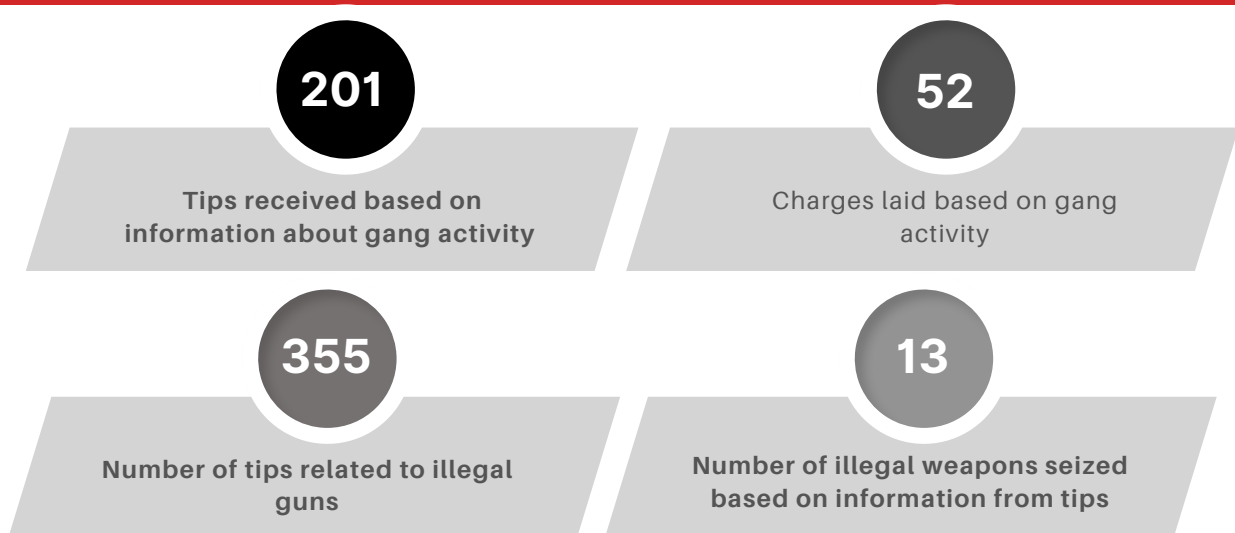 201
Tips received based on
information about gang activity
52
Charges laid based on gang
activity
355
Number of tips related to illegal
guns
13
Number of illegal weapons seized
based on information from tips